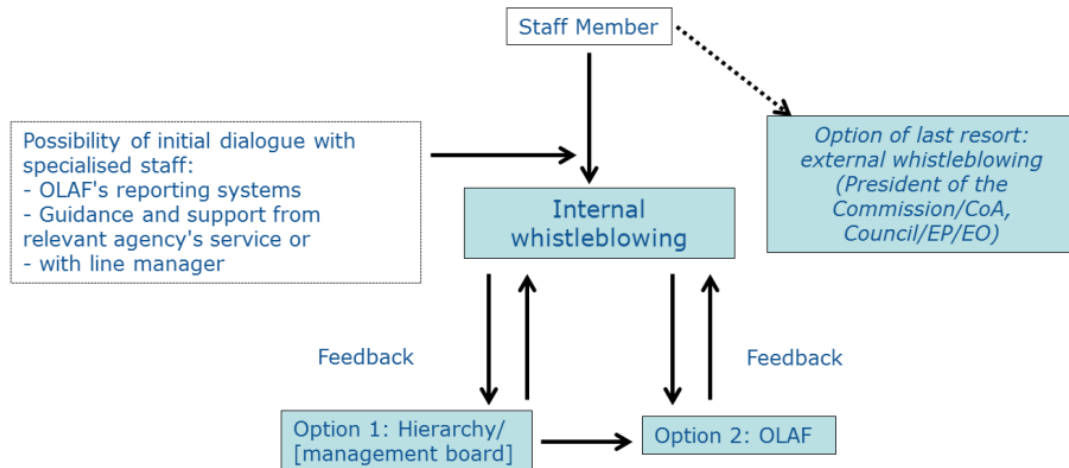 Staff Member
Possibility of initial dialogue with
specialised staff:
- OLAF's reporting systems
- Guidance and support from
relevant agency's service or
- with line manager
Option of last resort:
external whistleblowing
(President of the
Commission/CoA,
Council/EP/EO)
Internal
whistleblowing
Feedback
Feedback
Option 1: Hierarchy/
[management board]
Option 2: OLAF